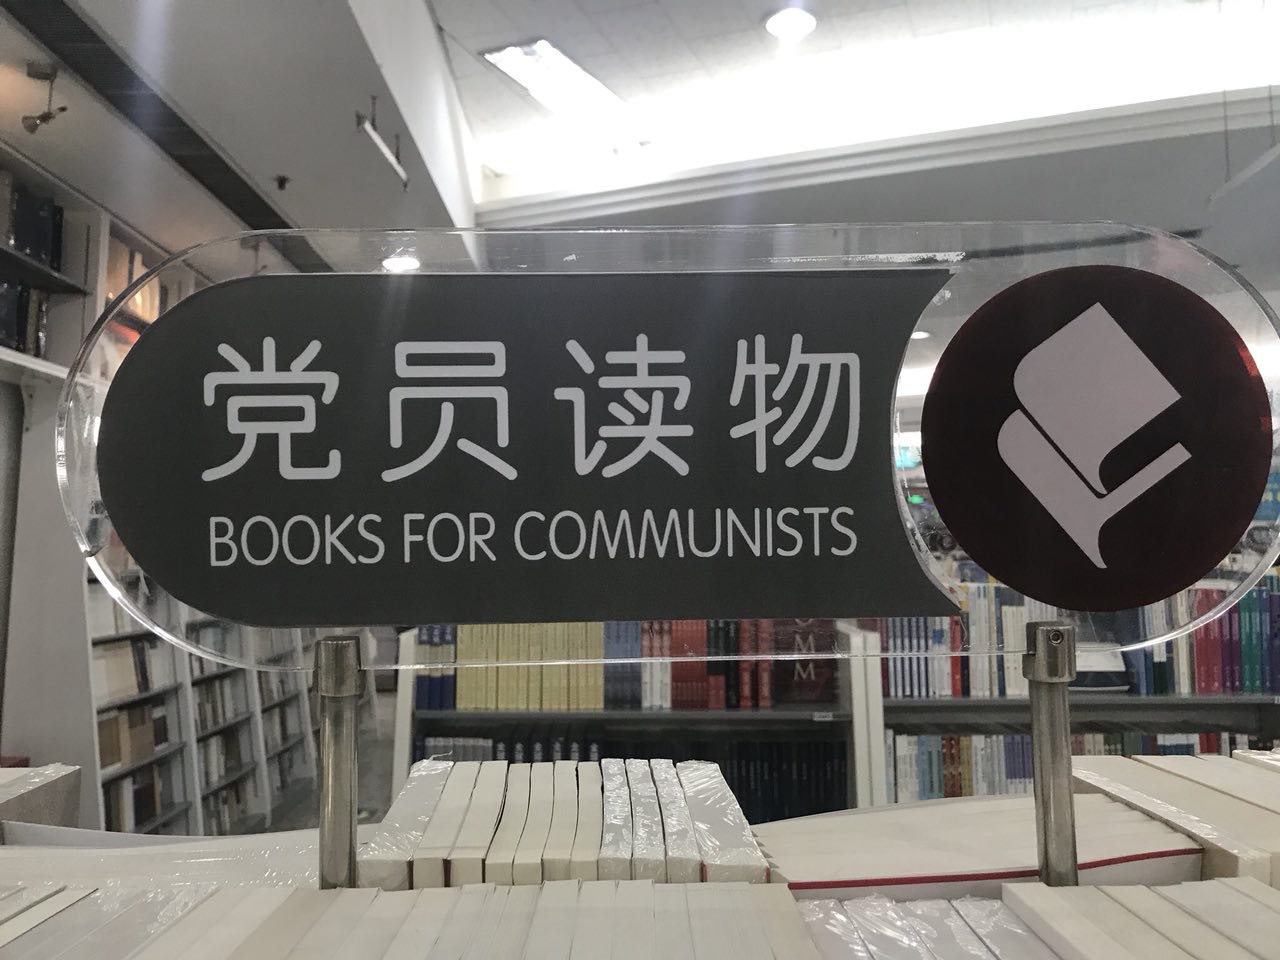 党员读物
BOOKS FOR COMMUNISTS